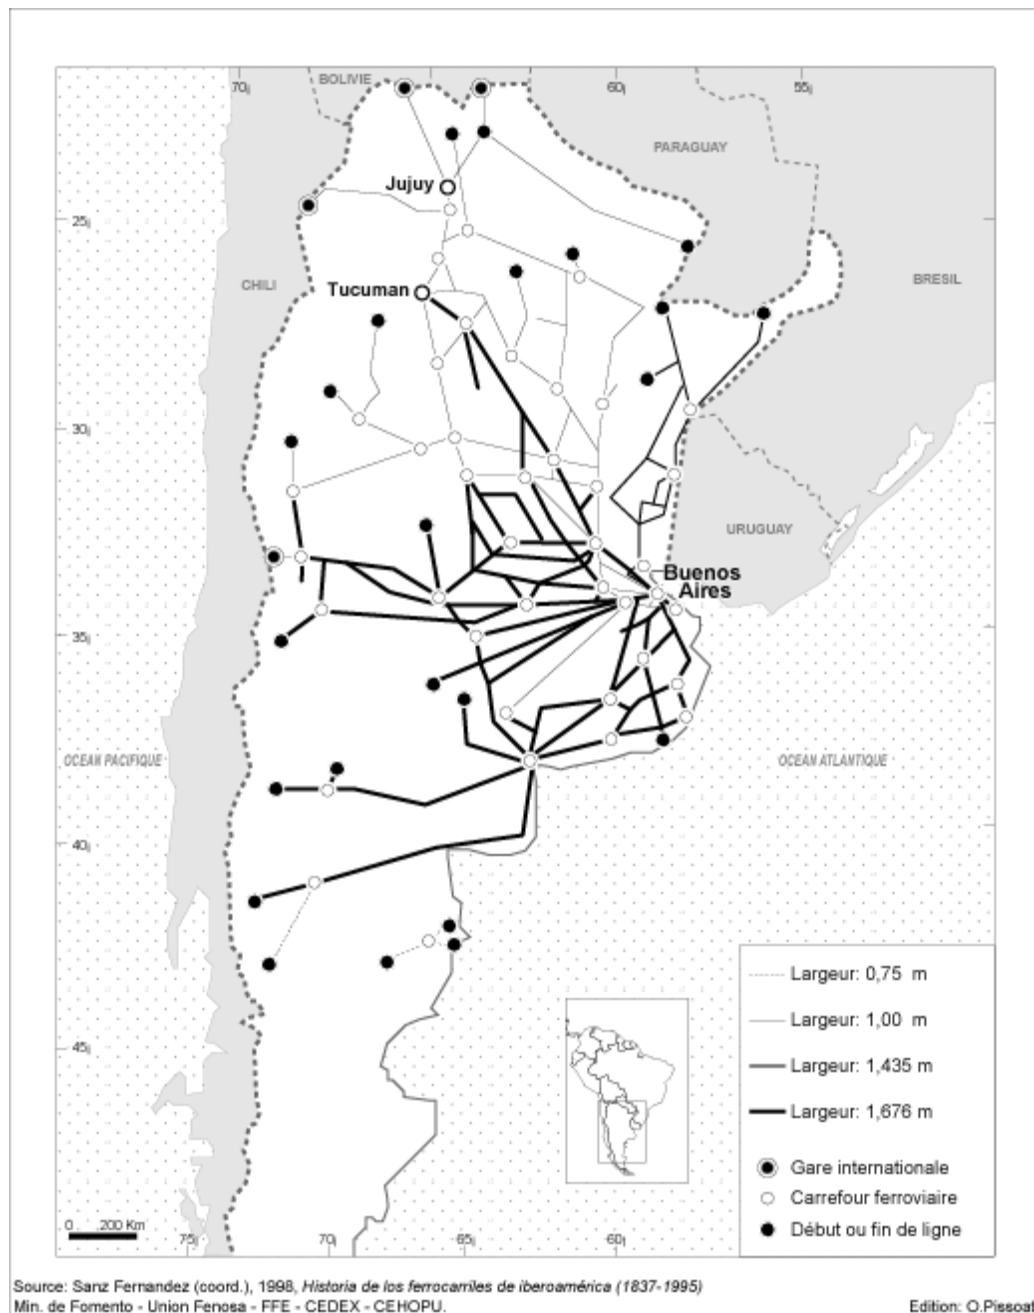 70¡
60¡
55¡
BOLIVIE
PARAGUAY
Jujuy
25¡
CHILI
BRESIL
Tucuman
30¡
URUGUAY
Buenos
Aires
35¡
OCEAN PACIFIQUE
OCEAN ATLANTIQUE
40¡
45¡
Largeur: 0,75 m
Largeur: 1,00 m
Largeur: 1,435 m
Largeur: 1,676 m
Gare internationale
Carrefour ferroviaire
Début ou fin de ligne
0 200 Km
75¡
70¡
65¡
60¡
Source: Sanz Fernandez (coord.), 1998, Historia de los ferrocarriles de iberoamérica (1837-1995)
Min. de Fomento - Union Fenosa - FFE - CEDEX - CEHOPU.
Edition: O.Pissoat